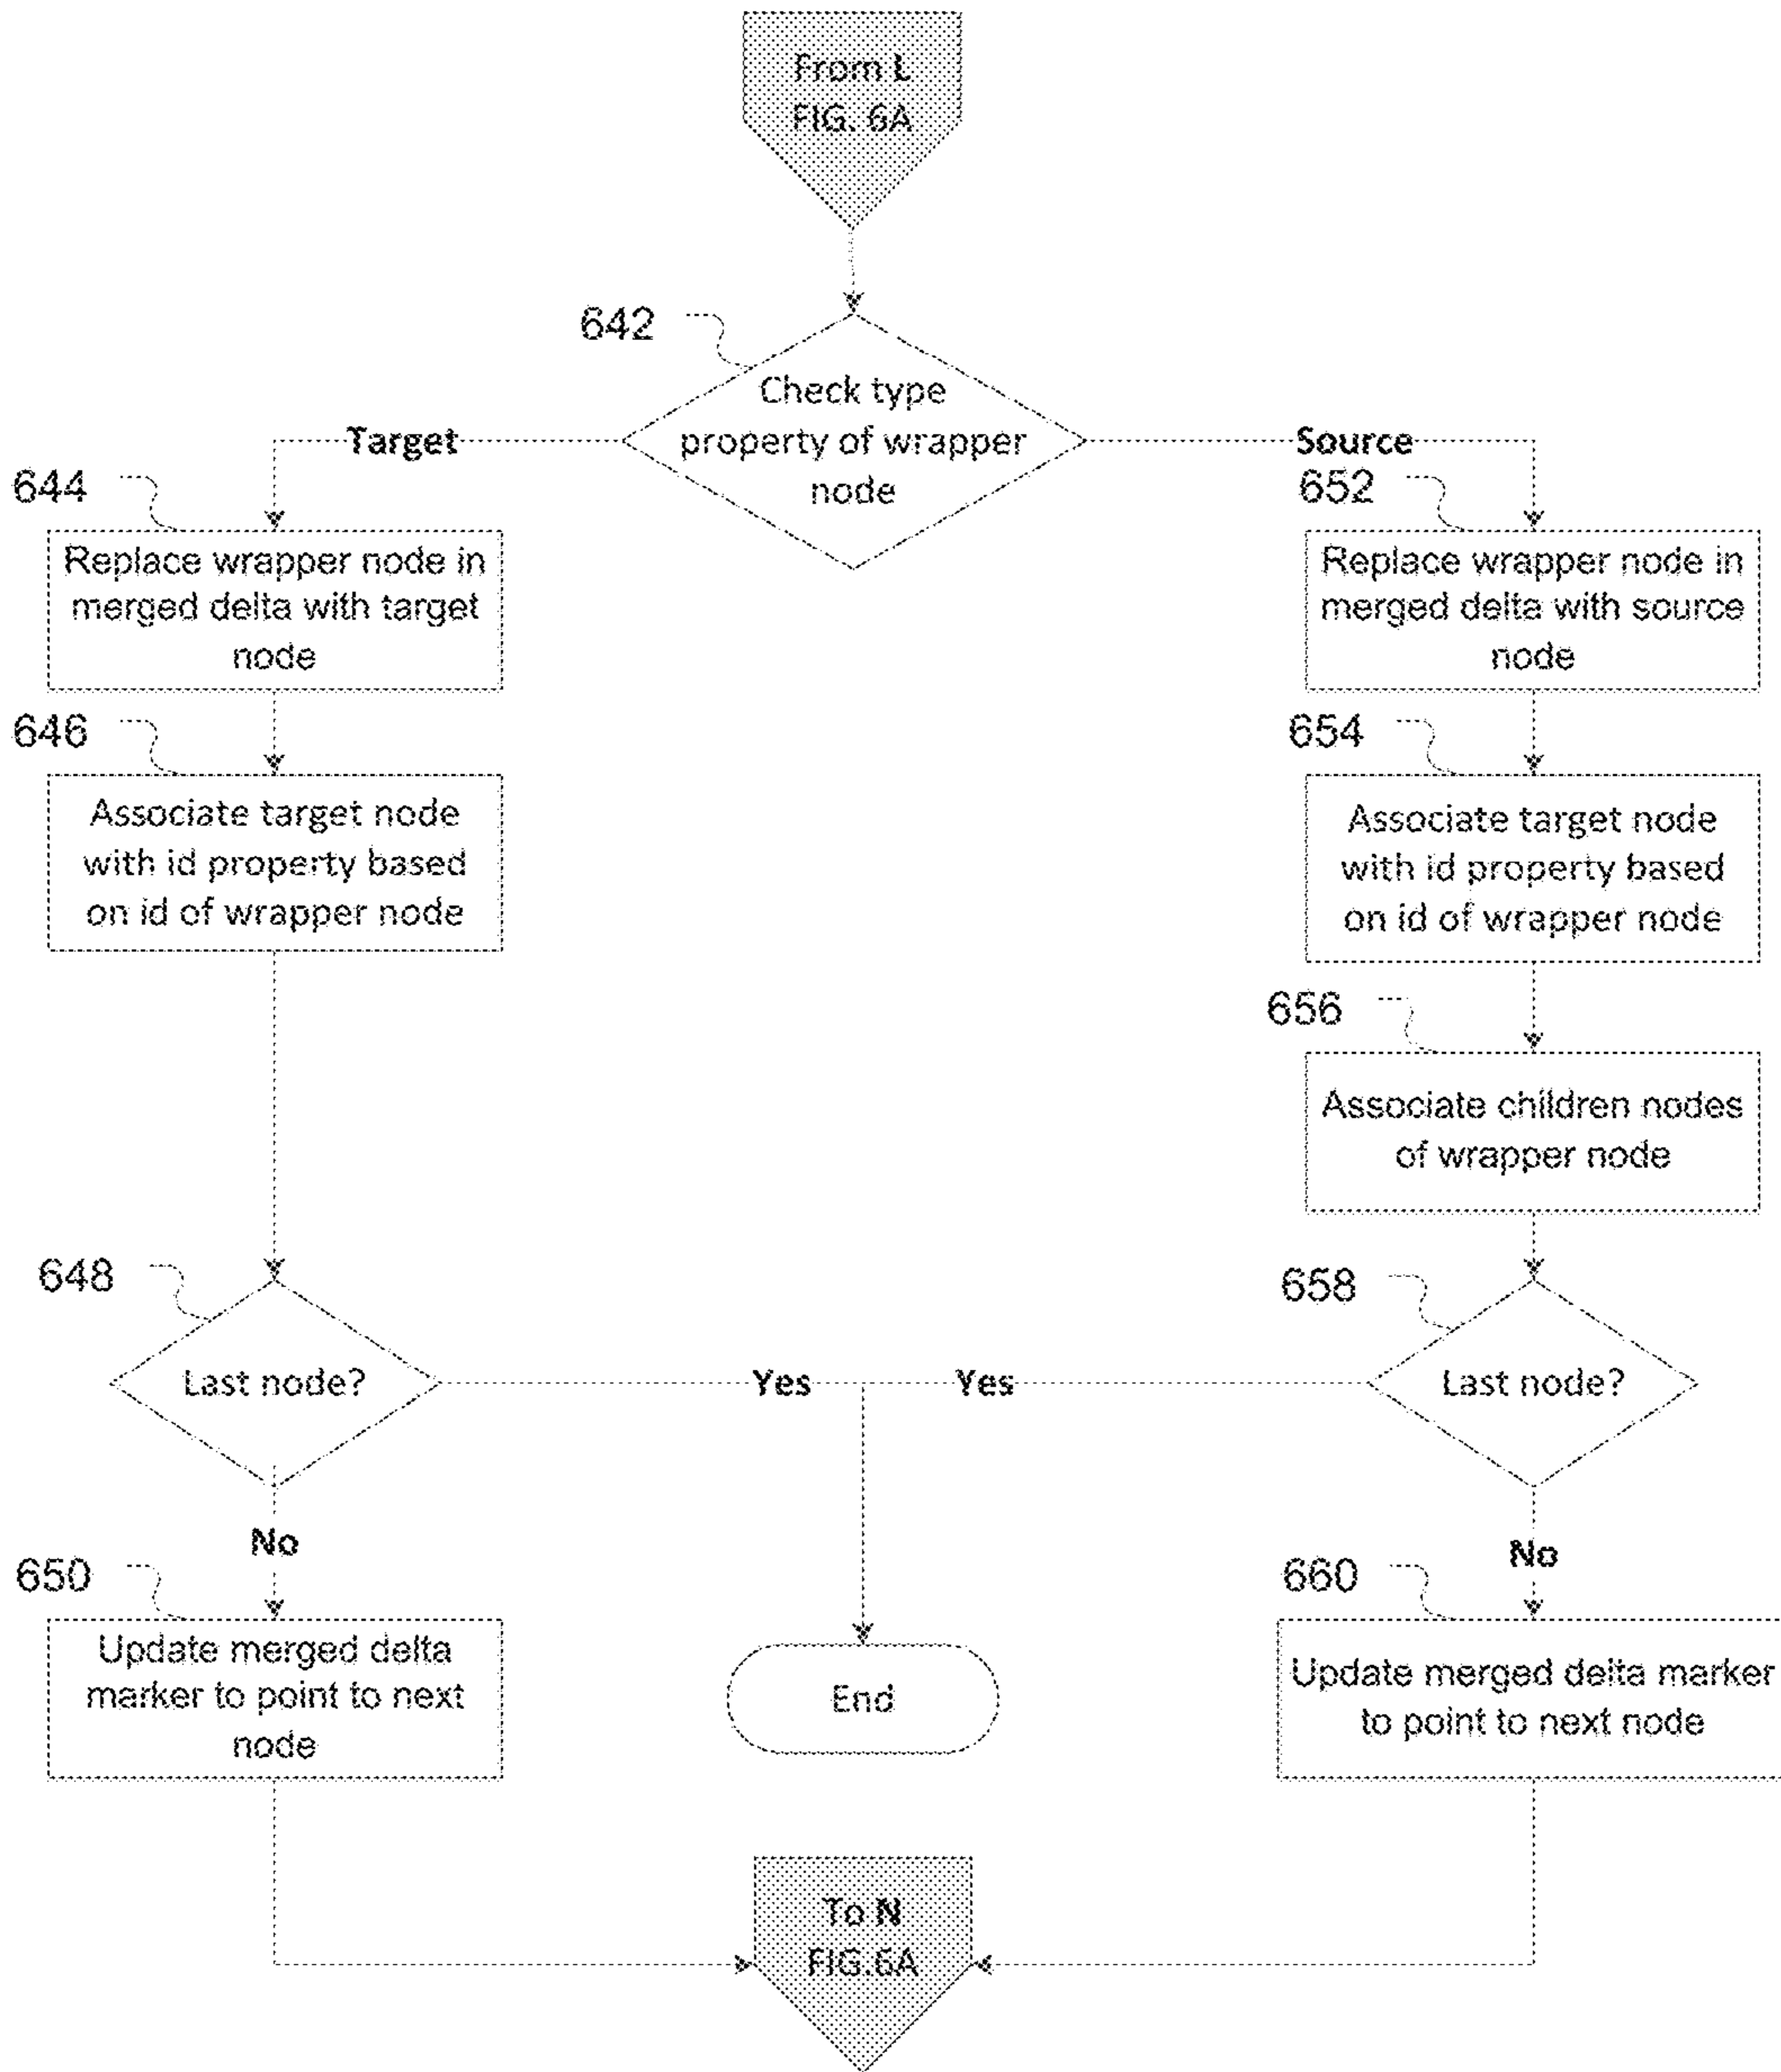 From L
FIG. 6A
642
Check type
property of wrapper
node
Target
Source
644
Replace wrapper node in
merged delta with target
node
652
Replace wrapper node in
merged delta with source
node
646
Associate target node
with id property based
on id of wrapper node
654
Associate target node
with id property based
on id of wrapper node
656
Associate children nodes
of wrapper node
648
Last node?
Yes
Yes
658
Last node?
No
No
650
Update merged delta
marker to point to next
node
End
660
Update merged delta marker
to point to next node
To N
FIG.6A